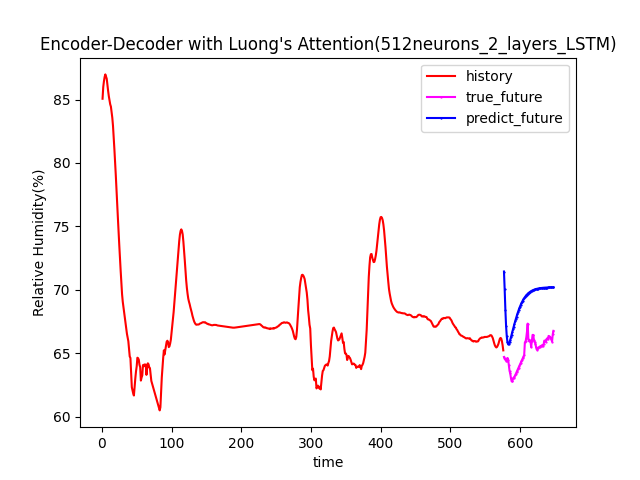 Encoder-Decoder with Luong's Attention(512neurons_2_layers_LSTM)
history
true_future
predict_future
Relative Humidity(%)
85
80
75
70
65
60
0 100 200 300 400 500 600
time